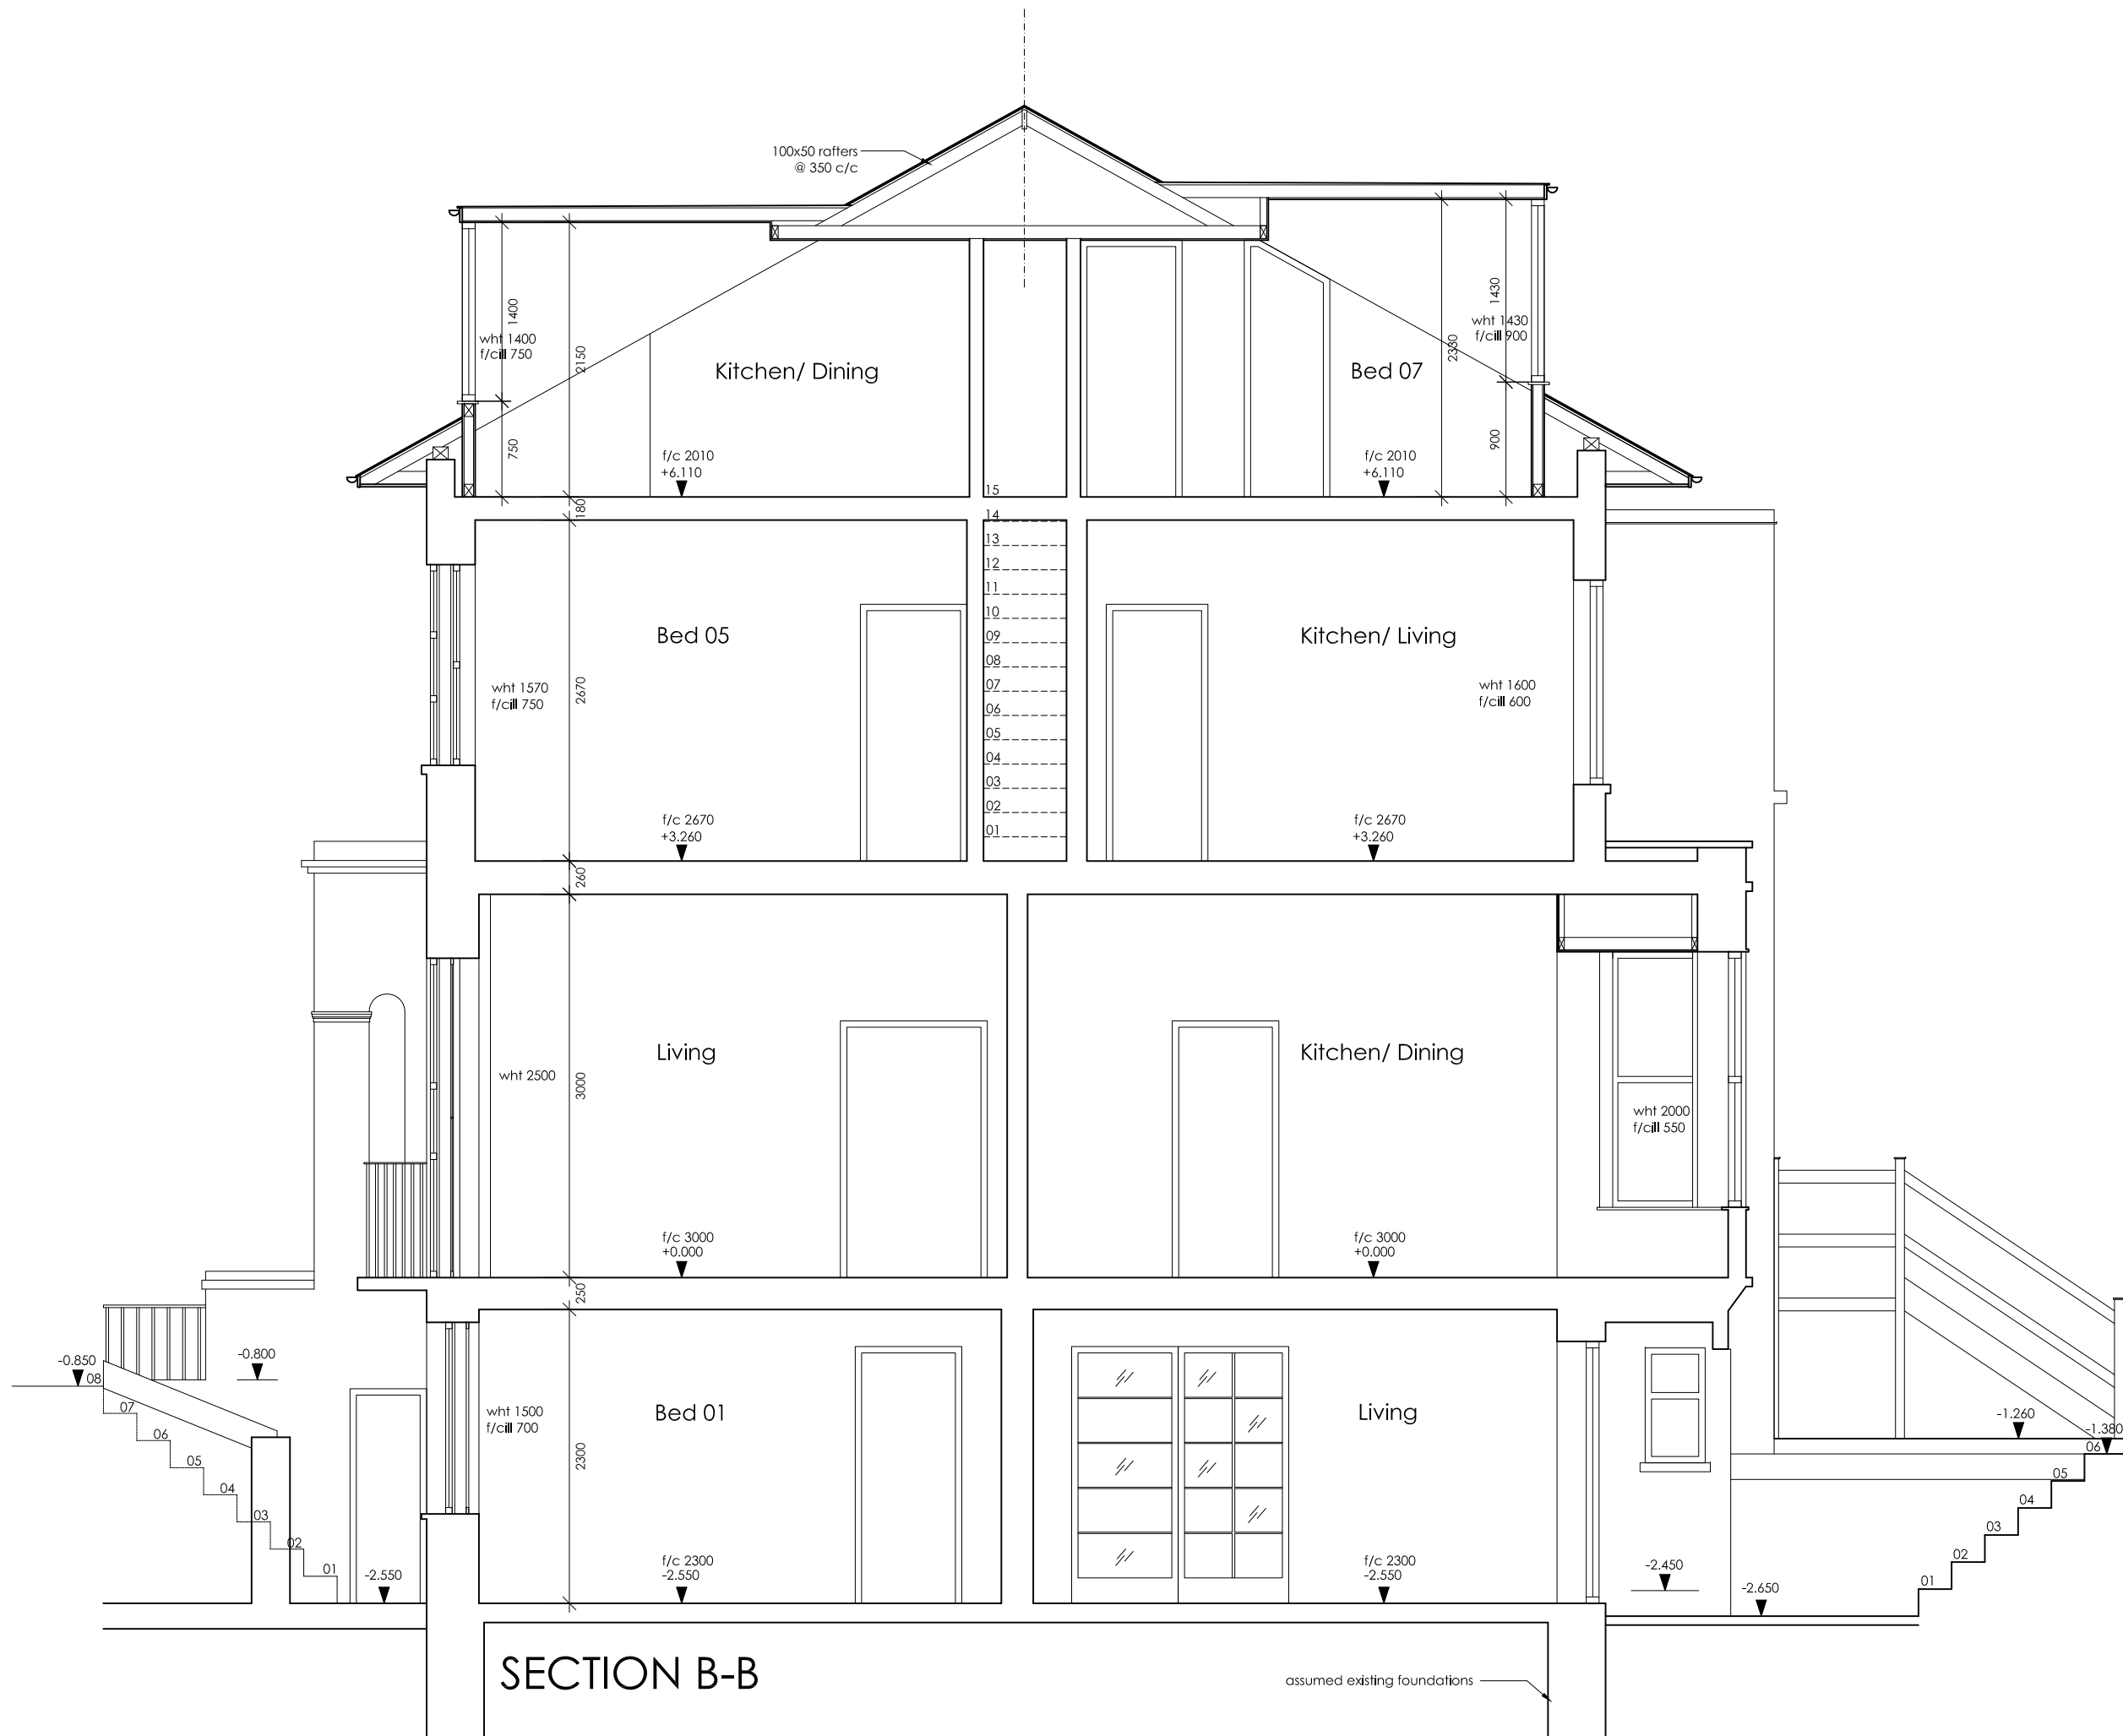 100x50 rafters
@ 350 c/c
1400
wht 1400
f/cill 750
2150
750
Kitchen/ Dining
f/c 2010
+6.110
Bed 07
2330
1430
wht 1430
f/cill 900
900
f/c 2010
+6.110
180
15
14
13
12
11
10
09
08
07
06
05
04
03
02
01
Bed 05
wht 1570
f/cill 750
2670
f/c 2670
+3.260
Kitchen/ Living
wht 1600
f/cill 600
f/c 2670
+3.260
260
Living
wht 2500
3000
f/c 3000
+0.000
Kitchen/ Dining
wht 2000
f/cill 550
f/c 3000
+0.000
250
-0.850
08
-0.800
07
06
05
04
03
02
01
-2.550
wht 1500
f/cill 700
2300
Bed 01
f/c 2300
-2.550
Living
f/c 2300
-2.550
-2.450
-2.650
-1.260
-1.380
06
05
04
03
02
01
SECTION B-B
assumed existing foundations